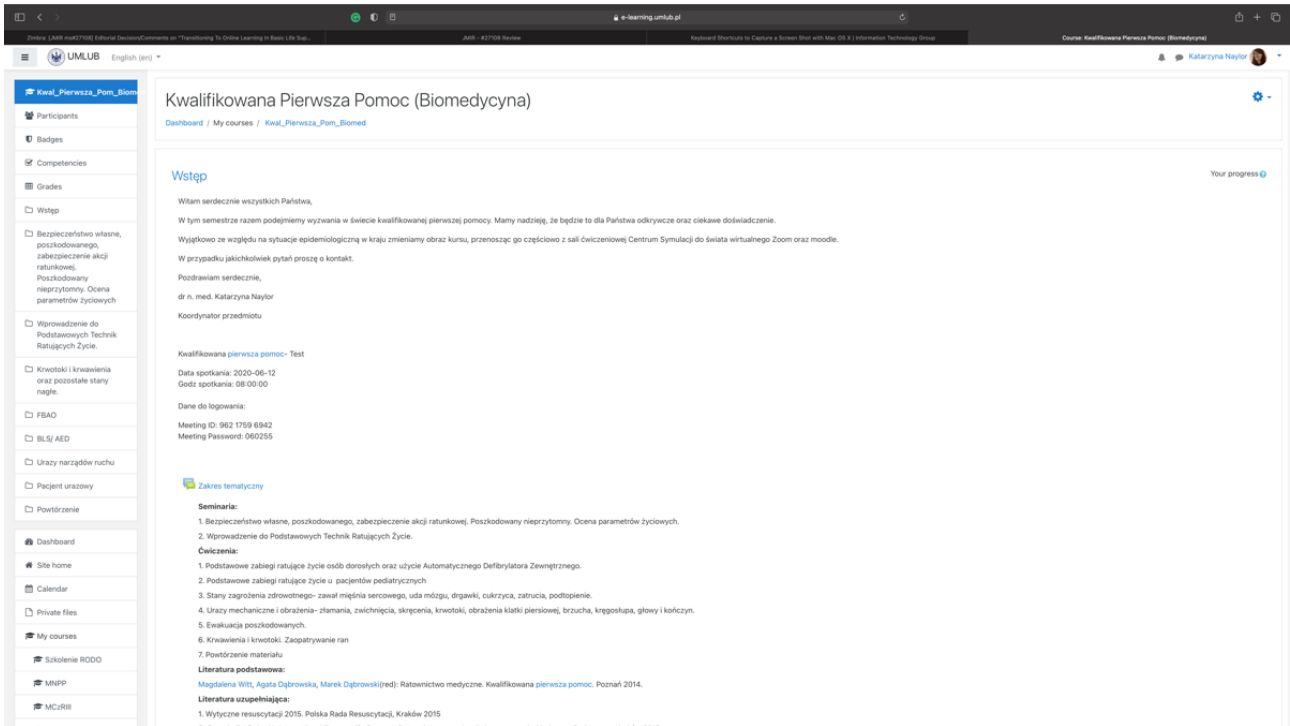 e-learning.umlub.pl
Zimbra: [JMIR ms#27108] Editorial Decision/Comments on "Transitioning To Online Learning In Basic Life Sup...
JMIR - #27108 Review
Keyboard Shortcuts to Capture a Screen Shot with Mac OS X | Information Technology Group
Course: Kwalifikowana Pierwsza Pomoc (Biomedycyna)
UMLUB
English (en)
Katarzyna Naylor
Kwal_Pierwsza_Pom_Biom
Participants
Badges
Competencies
Grades
Wstęp
Bezpieczeństwo własne,
poszkodowanego,
zabezpieczenie akcji
ratunkowej.
Poszkodowany
nieprzytomny. Ocena
parametrów życiowych
Wprowadzenie do
Podstawowych Technik
Ratujących Życie.
Krwotoki i krwawienia
oraz pozostałe stany
nagłe.
FBAO
BLS/ AED
Urazy narządów ruchu
Pacjent urazowy
Powtórzenie
Dashboard
Site home
Calendar
Private files
My courses
Szkolenie RODO
MNPP
MCzRIII
Kwalifikowana Pierwsza Pomoc (Biomedycyna)
Dashboard / My courses / Kwal_Pierwsza_Pom_Biomed
Wstęp
Your progress
Witam serdecznie wszystkich Państwa,
W tym semestrze razem podejmiemy wyzwania w świecie kwalifikowanej pierwszej pomocy. Mamy nadzieję, że będzie to dla Państwa odkrywcze oraz ciekawe doświadczenie.
Wyjątkowo ze względu na sytuacje epidemiologiczną w kraju zmieniamy obraz kursu, przenosząc go częściowo z sali ćwiczeniowej Centrum Symulacji do świata wirtualnego Zoom oraz moodle.
W przypadku jakichkolwiek pytań proszę o kontakt.
Pozdrawiam serdecznie,
dr n. med. Katarzyna Naylor
Koordynator przedmiotu
Kwalifikowana pierwsza pomoc- Test
Data spotkania: 2020-06-12
Godz spotkania: 08:00:00
Dane do logowania:
Meeting ID: 962 1759 6942
Meeting Password: 060255
Zakres tematyczny
Seminaria:
1. Bezpieczeństwo własne, poszkodowanego, zabezpieczenie akcji ratunkowej. Poszkodowany nieprzytomny. Ocena parametrów życiowych.
2. Wprowadzenie do Podstawowych Technik Ratujących Życie.
Ćwiczenia:
1. Podstawowe zabiegi ratujące życie osób dorosłych oraz użycie Automatycznego Defibrylatora Zewnętrznego.
2. Podstawowe zabiegi ratujące życie u pacjentów pediatrycznych
3. Stany zagrożenia zdrowotnego- zawał mięśnia sercowego, uda mózgu, drgawki, cukrzyca, zatrucia, podtopienie.
4. Urazy mechaniczne i obrażenia- złamania, zwichnięcia, skręcenia, krwotoki, obrażenia klatki piersiowej, brzucha, kręgosłupa, głowy i kończyn.
5. Ewakuacja poszkodowanych.
6. Krwawienia i krwotoki. Zaopatrywanie ran
7. Powtórzenie materiału
Literatura podstawowa:
Magdalena Witt, Agata Dąbrowska, Marek Dąbrowski(red): Ratownictwo medyczne. Kwalifikowana pierwsza pomoc. Poznań 2014.
Literatura uzupełniająca:
1. Wytyczne resuscytacji 2015. Polska Rada Resuscytacji, Kraków 2015